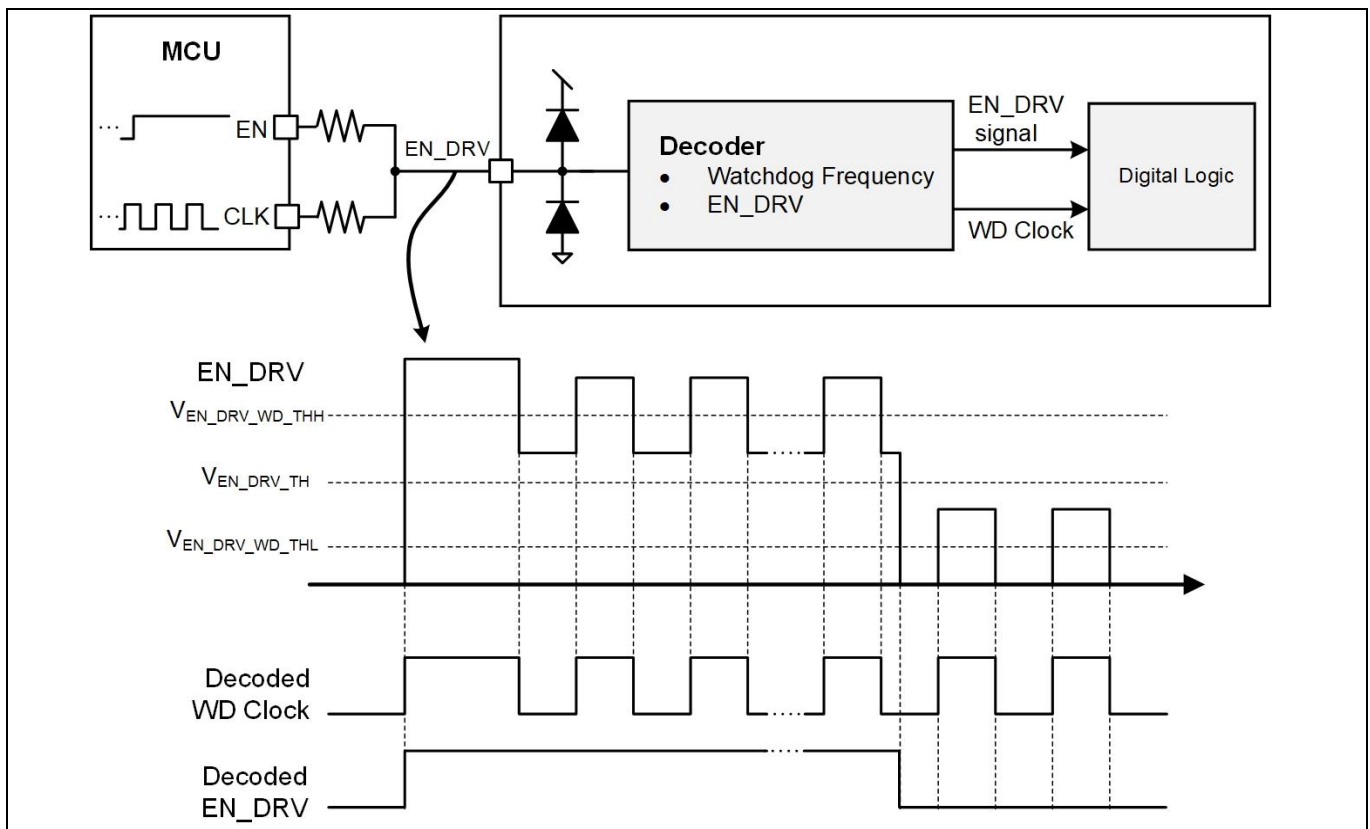 MCU
EN
CLK
EN_DRV
Decoder
• Watchdog Frequency
• EN_DRV
EN_DRV
signal
WD Clock
Digital Logic
EN_DRV
VEN_DRV_WD_THH
VEN_DRV_TH
VEN_DRV_WD_THL
Decoded
WD Clock
Decoded
EN_DRV